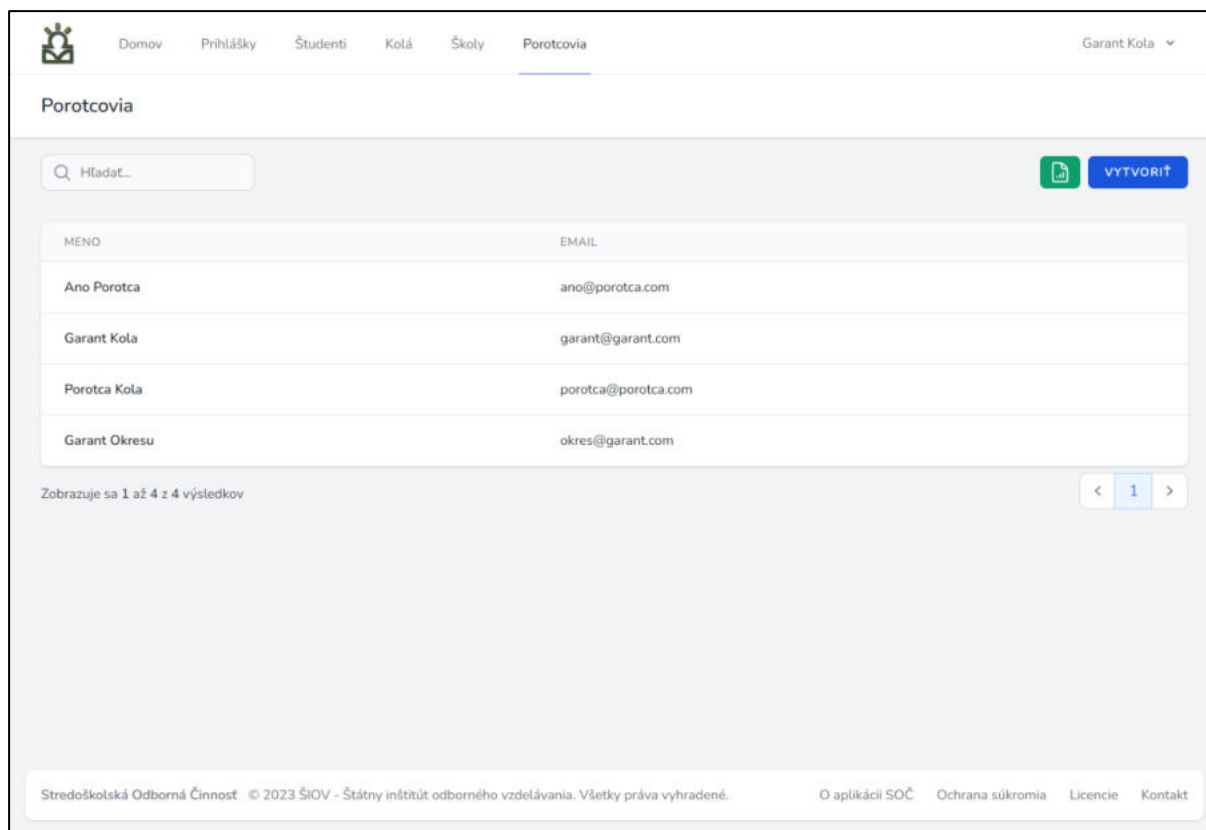 Domov Prihlášky Študenti Kolá Školy Porotcovia Garant Kola
Porotcovia
Hľadať... VYTVORIŤ
MENO EMAIL
Ano Porotca ano@porotca.com
Garant Kola garant@garant.com
Porotca Kola porotca@porotca.com
Garant Okresu okres@garant.com
Zobrazuje sa 1 až 4 z 4 výsledkov < 1 >
Stredoškolská Odborná Činnosť © 2023 ŠIOV - Štátny inštitút odborného vzdelávania. Všetky práva vyhradené. O aplikácii SOČ Ochrana súkromia Licencie Kontakt